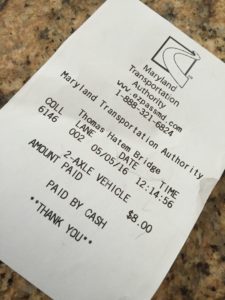 Maryland
Transportation
Authority
www.ezpassmd.com
1-888-321-6824
Maryland Transportation Authority
Thomas Hatem Bridge
COLL LANE DATE TIME
6146 002 05/05/16 12:14:56
2-AXLE VEHICLE
AMOUNT PAID $8.00
PAID BY CASH
**THANK YOU**